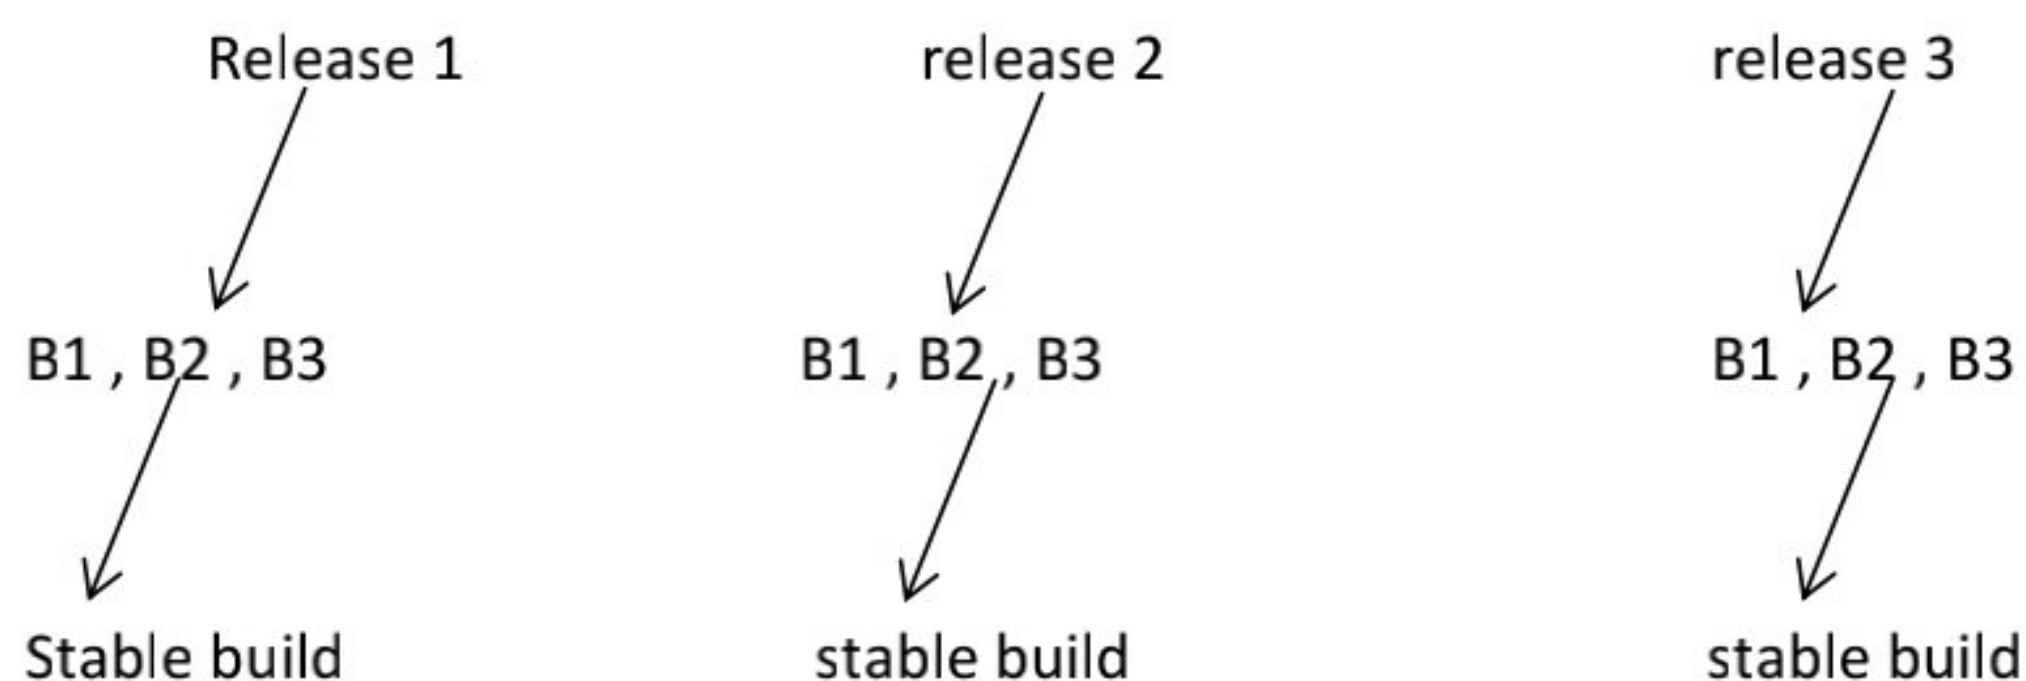 Release 1 release 2 release 3
B1 , B2 , B3 B1 , B2 , B3 B1 , B2 , B3
Stable build stable build stable build